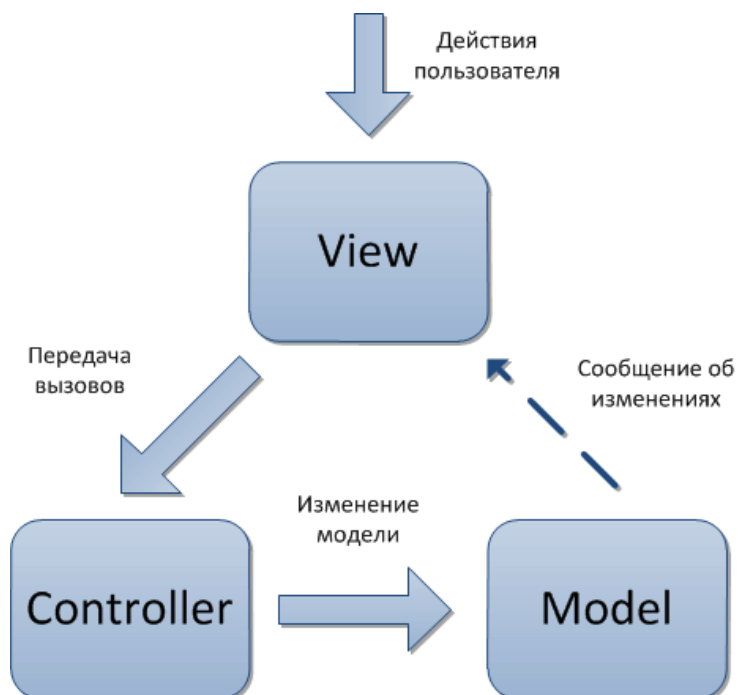 Действия
пользователя
View
Передача
вызовов
Сообщение об
изменениях
Изменение
модели
Controller
Model